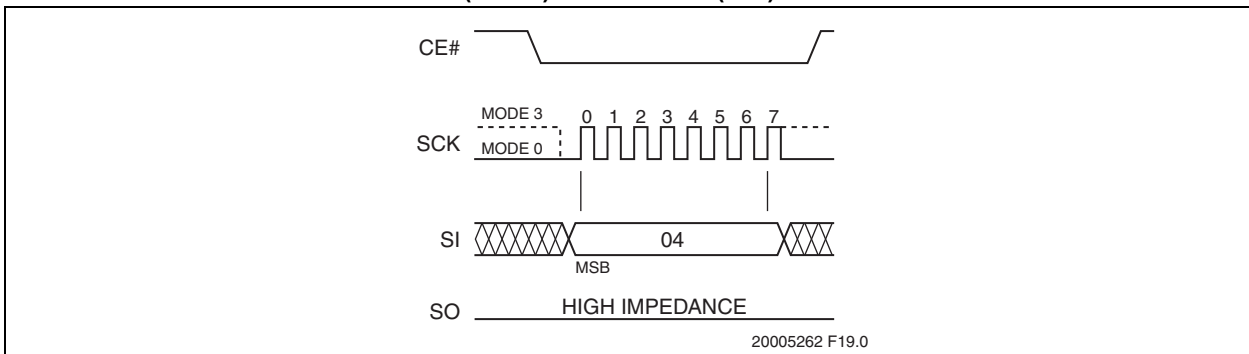 CE#
MODE 3
0 1 2 3 4 5 6 7
SCK
MODE 0
SI
04
MSB
SO
HIGH IMPEDANCE
20005262 F19.0